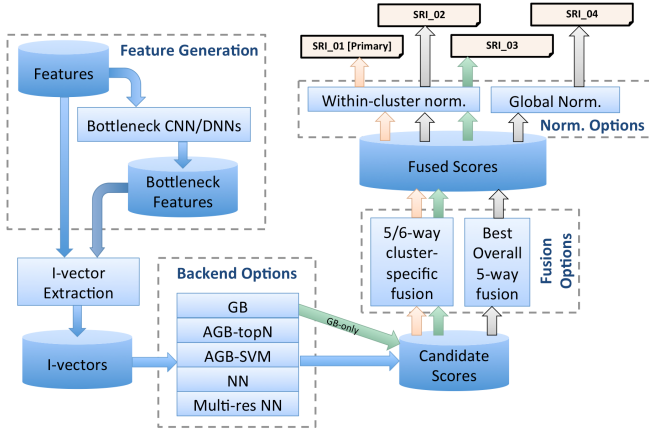 SRI_02
SRI_04
SRI_01 [Primary]
SRI_03
Feature Generation
Features
Bottleneck CNN/DNNs
Bottleneck
Features
Within-cluster norm.
Global Norm.
Norm. Options
Fused Scores
5/6-way
cluster-
specific
fusion
Best
Overall
5-way
fusion
Fusion
Options
I-vector
Extraction
I-vectors
Backend Options
GB
AGB-topN
AGB-SVM
NN
Multi-res NN
GB-only
Candidate
Scores